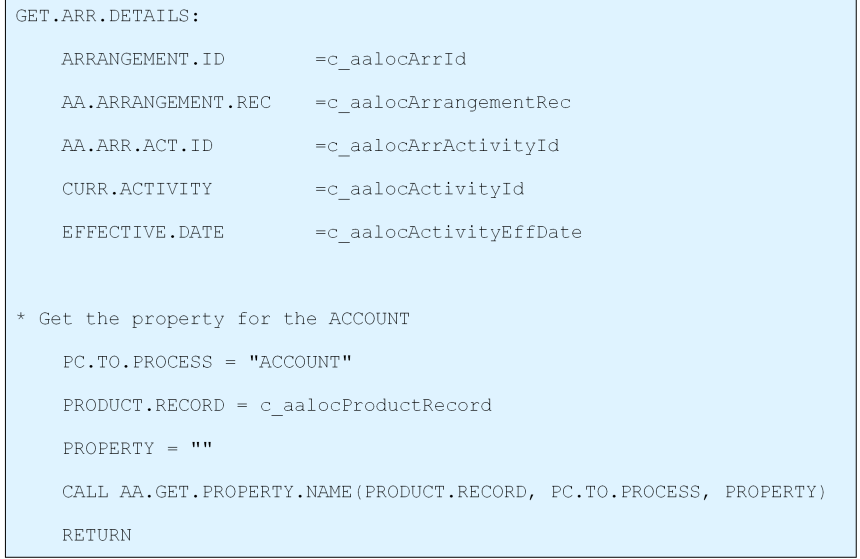 GET.ARR.DETAILS:
ARRANGEMENT.ID =c_aalocArrId
AA.ARRANGEMENT.REC =c_aalocArrangementRec
AA.ARR.ACT.ID =c_aalocArrActivityId
CURR.ACTIVITY =c_aalocActivityId
EFFECTIVE.DATE =c_aalocActivityEffDate
* Get the property for the ACCOUNT
PC.TO.PROCESS = "ACCOUNT"
PRODUCT.RECORD = c_aalocProductRecord
PROPERTY = ""
CALL AA.GET.PROPERTY.NAME(PRODUCT.RECORD, PC.TO.PROCESS, PROPERTY)
RETURN